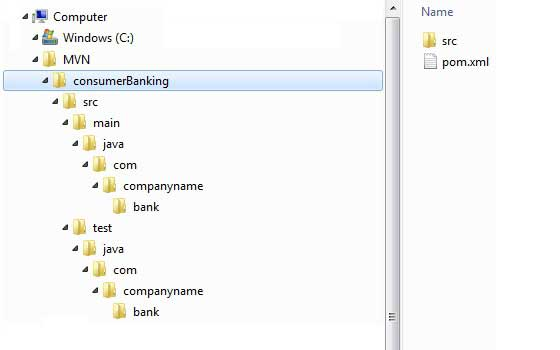 Computer
Windows (C:)
MVN
consumerBanking
src
main
java
com
companyname
bank
test
java
com
companyname
bank
Name
src
pom.xml